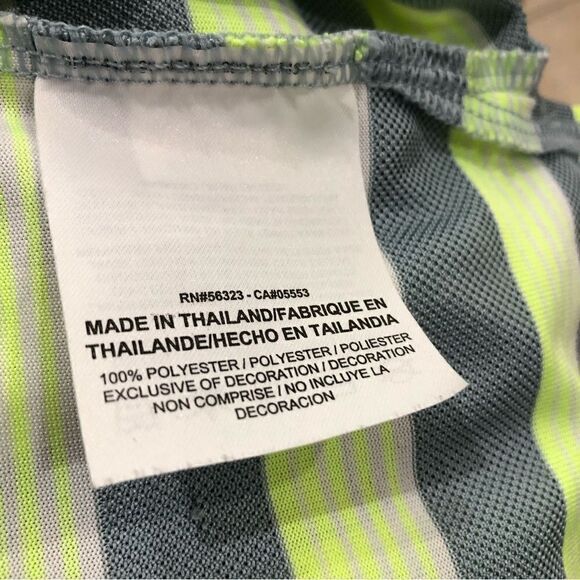 RN#56323 - CA#05553
MADE IN THAILAND/FABRIQUE EN
THAILANDE/HECHO EN TAILANDIA
100% POLYESTER / POLYESTER / POLIESTER
EXCLUSIVE OF DECORATION / DECORATION
NON COMPRISE / NO INCLUYE LA
DECORACION